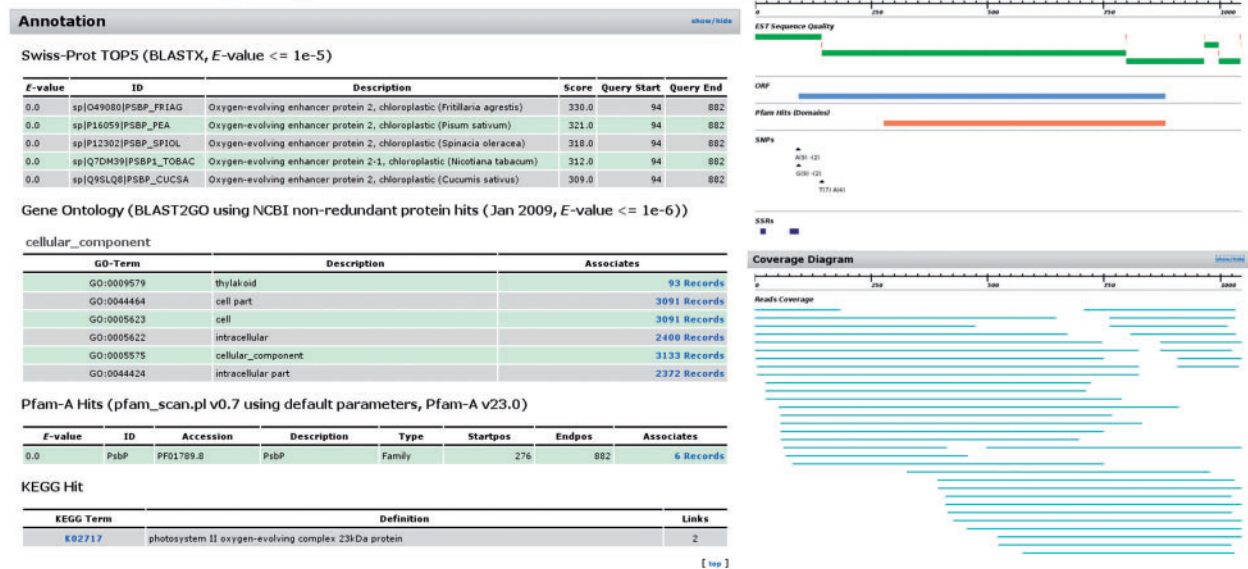 Annotation show/hide
Swiss-Prot TOP5 (BLASTX, E-value <= 1e-5)
E-value ID Description Score Query Start Query End
0.0 sp|O49080|PSBP_FRIAG Oxygen-evolving enhancer protein 2, chloroplastic (Fritillaria agrestis) 330.0 94 882
0.0 sp|P16059|PSBP_PEA Oxygen-evolving enhancer protein 2, chloroplastic (Pisum sativum) 321.0 94 882
0.0 sp|P12302|PSBP_SPIOL Oxygen-evolving enhancer protein 2, chloroplastic (Spinacia oleracea) 318.0 94 882
0.0 sp|Q7DM39|PSBP1_TOBAC Oxygen-evolving enhancer protein 2-1, chloroplastic (Nicotiana tabacum) 312.0 94 882
0.0 sp|Q9SLQ8|PSBP_CUCSA Oxygen-evolving enhancer protein 2, chloroplastic (Cucumis sativus) 309.0 94 882
Gene Ontology (BLAST2GO using NCBI non-redundant protein hits (Jan 2009, E-value <= 1e-6))
cellular_component
GO-Term Description Associates
GO:0009579 thylakoid 93 Records
GO:0044464 cell part 3091 Records
GO:0005623 cell 3091 Records
GO:0005622 intracellular 2400 Records
GO:0005575 cellular_component 3133 Records
GO:0044424 intracellular part 2372 Records
Pfam-A Hits (pfam_scan.pl v0.7 using default parameters, Pfam-A v23.0)
E-value ID Accession Description Type Startpos Endpos Associates
0.0 PsbP PF01789.8 PsbP Family 276 882 6 Records
KEGG Hit
KEGG Term Definition Links
K02717 photosystem II oxygen-evolving complex 23kDa protein 2
[ top ]
0 250 500 750 1000
EST Sequence Quality
ORF
Pfam Hits (Domains)
SNPs
A(9) -(2)
G(9) -(2)
T(7) A(4)
SSRs
Coverage Diagram show/hide
0 250 500 750 1000
Reads Coverage